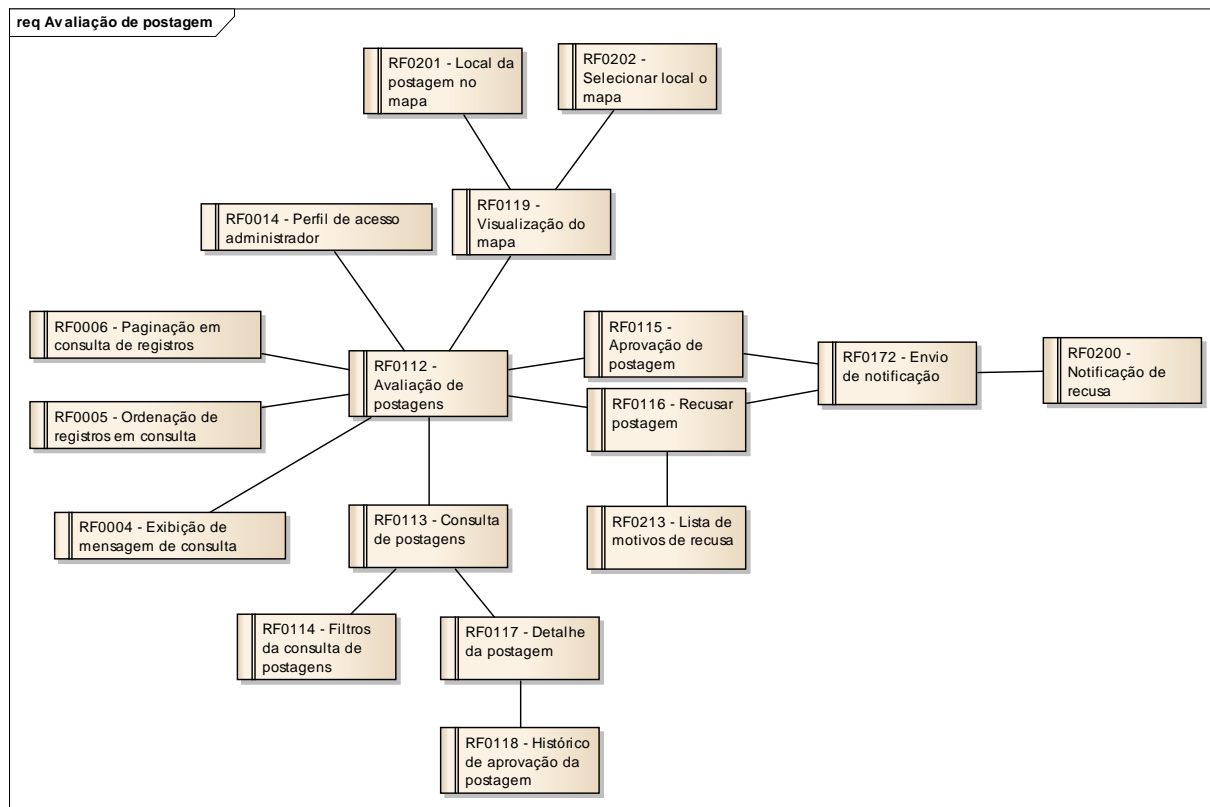 req Avaliação de postagem
RF0201 - Local da
postagem no
mapa
RF0202 -
Selecionar local o
mapa
RF0014 - Perfil de acesso
administrador
RF0119 -
Visualização do
mapa
RF0006 - Paginação em
consulta de registros
RF0115 -
Aprovação de
postagem
RF0112 -
Avaliação de
postagens
RF0172 - Envio
de notificação
RF0200 -
Notificação de
recusa
RF0005 - Ordenação de
registros em consulta
RF0116 - Recusar
postagem
RF0004 - Exibição de
mensagem de consulta
RF0113 - Consulta
de postagens
RF0213 - Lista de
motivos de recusa
RF0114 - Filtros
da consulta de
postagens
RF0117 - Detalhe
da postagem
RF0118 - Histórico
de aprovação da
postagem